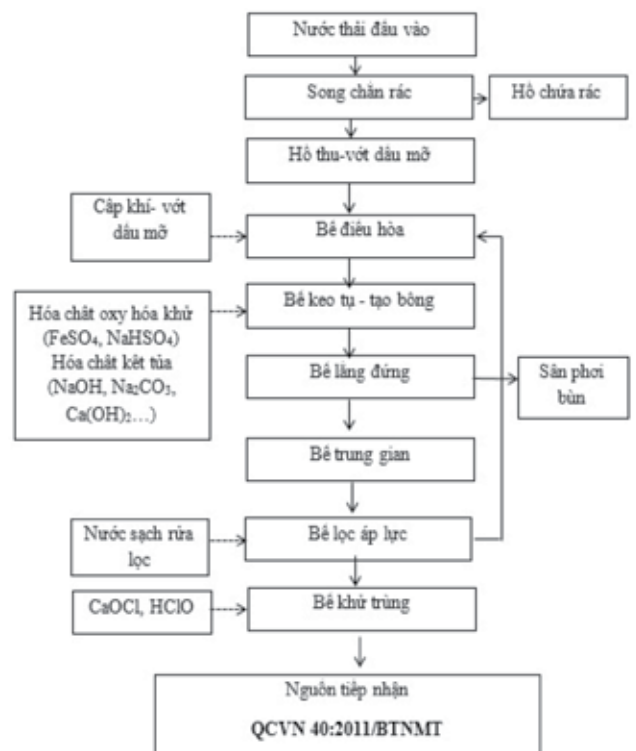 Nước thải đầu vào
Song chắn rác
Hồ chứa rác
Hồ thu-vớt dầu mỡ
Cấp khí- vớt
dầu mỡ
Bể điều hòa
Hóa chất oxy hóa khử
(FeSO₄, NaHSO₄)
Hóa chất kết tủa
(NaOH, Na₂CO₃,
Ca(OH)₂...)
Bể keo tụ - tạo bông
Bể lắng đứng
Sân phơi
bùn
Bể trung gian
Nước sạch rửa
lọc
Bể lọc áp lực
CaOCl, HClO
Bể khử trùng
Nguồn tiếp nhận
QCVN 40:2011/BTNMT